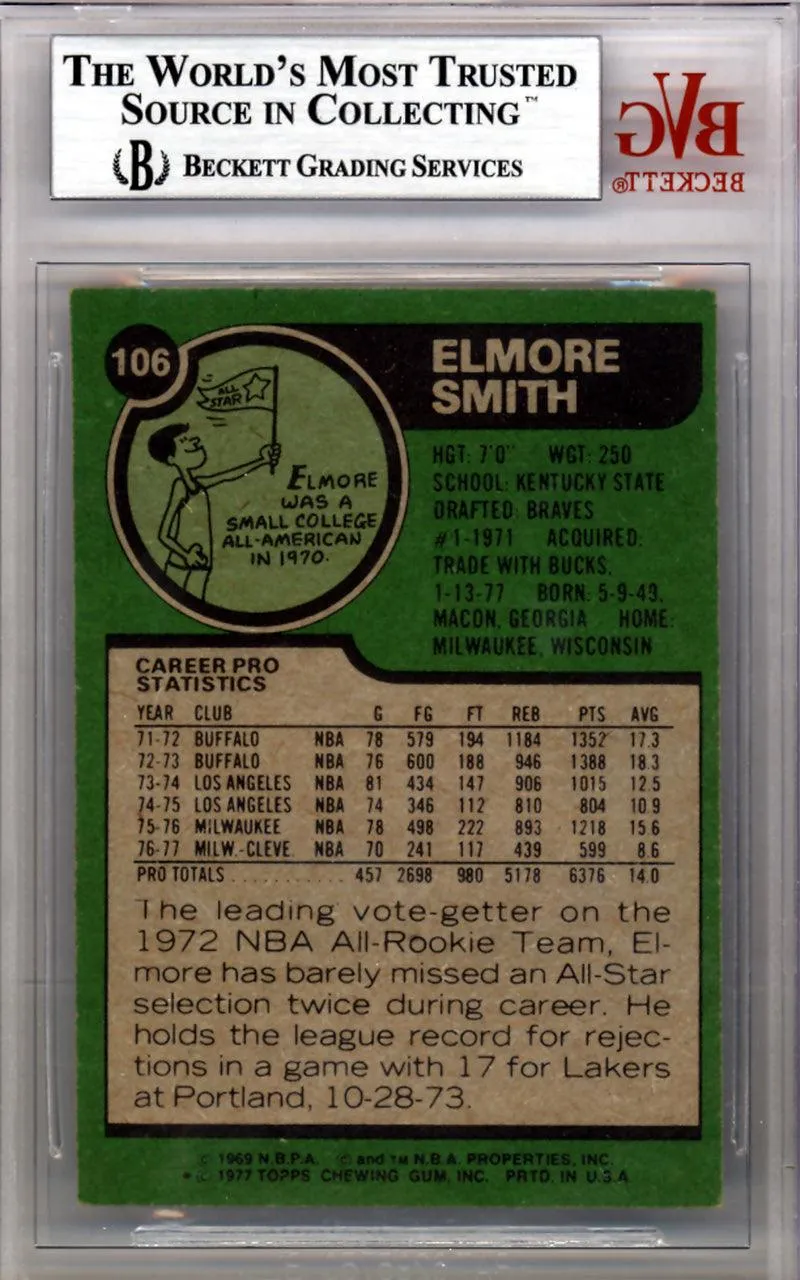 THE WORLD'S MOST TRUSTED
SOURCE IN COLLECTING™
B BECKETT GRADING SERVICES
BVG
BECKETT®
106
ELMORE
SMITH
ALL
STAR
ELMORE
WAS A
SMALL COLLEGE
ALL-AMERICAN
IN 1970.
HGT: 7'0" WGT: 250
SCHOOL: KENTUCKY STATE
DRAFTED: BRAVES
#1-1971 ACQUIRED:
TRADE WITH BUCKS,
1-13-77 BORN: 5-9-49,
MACON, GEORGIA HOME:
MILWAUKEE, WISCONSIN
CAREER PRO
STATISTICS
YEAR CLUB G FG FT REB PTS AVG
71-72 BUFFALO NBA 78 579 194 1184 1352 17.3
72-73 BUFFALO NBA 76 600 188 946 1388 18.3
73-74 LOS ANGELES NBA 81 434 147 906 1015 12.5
74-75 LOS ANGELES NBA 74 346 112 810 804 10.9
75-76 MILWAUKEE NBA 78 498 222 893 1218 15.6
76-77 MILW.-CLEVE. NBA 70 241 117 439 599 8.6
PRO TOTALS . . . . . . . . . . . 457 2698 980 5178 6376 14.0
The leading vote-getter on the
1972 NBA All-Rookie Team, El-
more has barely missed an All-Star
selection twice during career. He
holds the league record for rejec-
tions in a game with 17 for Lakers
at Portland, 10-28-73.
© 1969 N.B.P.A. © and ™ N.B.A. PROPERTIES, INC.
* © 1977 TOPPS CHEWING GUM, INC. PRTD. IN U.S.A.